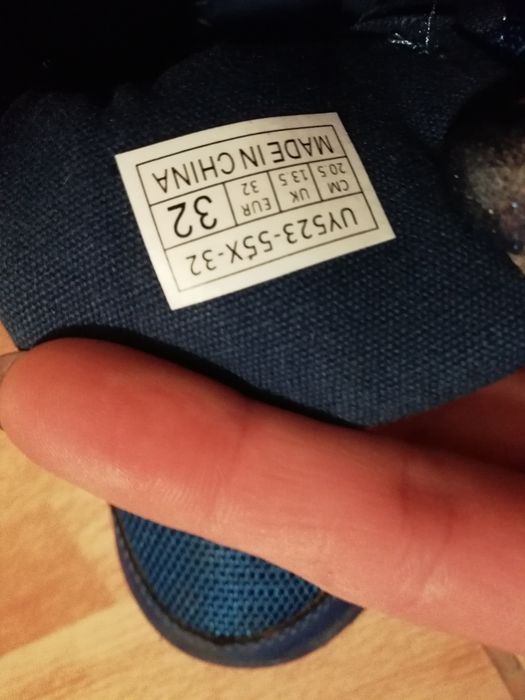 UY523-55X-32
CM UK EUR 32
20.5 13.5 32
MADE IN CHINA